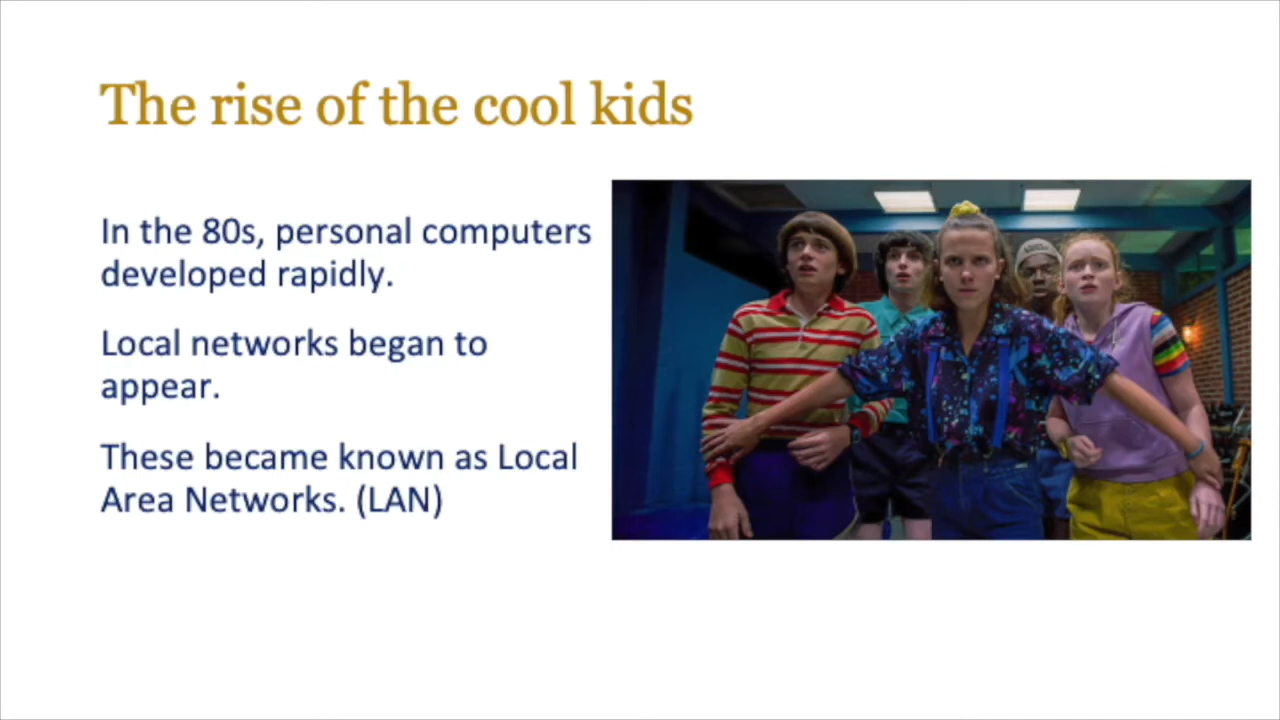 The rise of the cool kids
In the 80s, personal computers
developed rapidly.
Local networks began to
appear.
These became known as Local
Area Networks. (LAN)